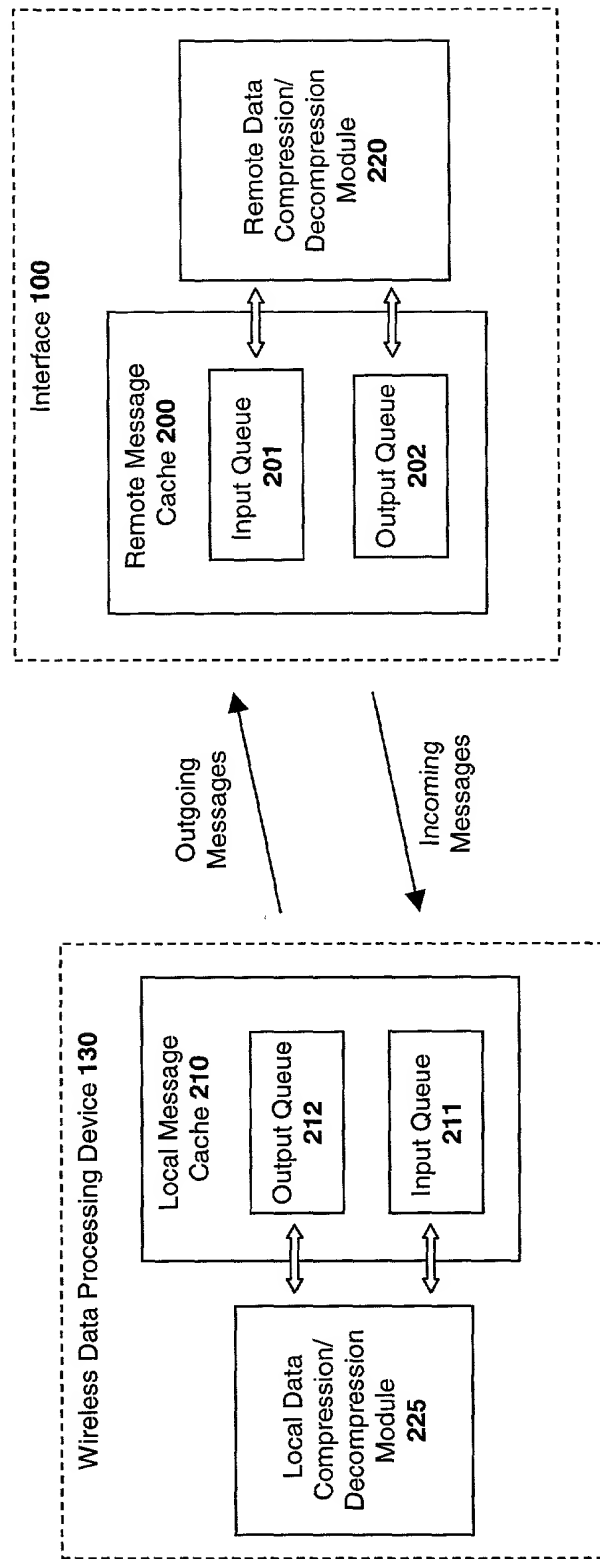 Wireless Data Processing Device 130
Local Data
Compression/
Decompression
Module
225
Local Message
Cache 210
Output Queue
212
Input Queue
211
Outgoing
Messages
Incoming
Messages
Interface 100
Remote Message
Cache 200
Input Queue
201
Output Queue
202
Remote Data
Compression/
Decompression
Module
220